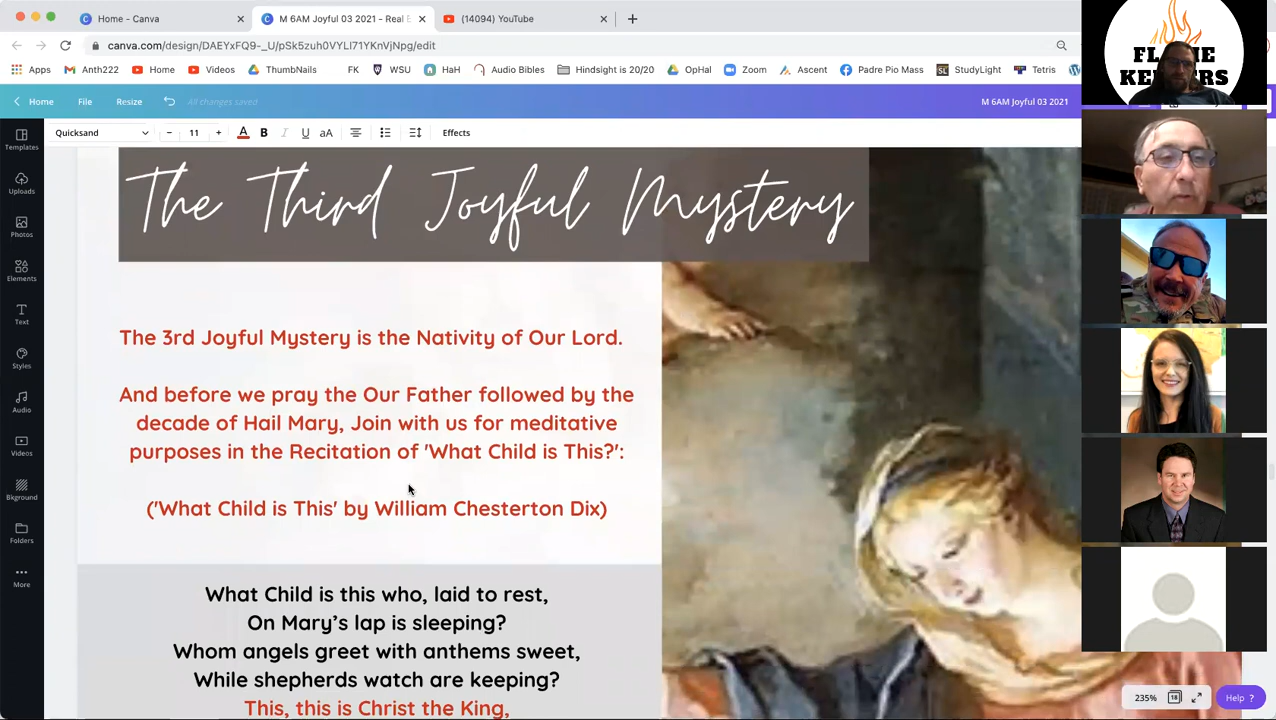 Home - Canva
M 6AM Joyful 03 2021 - Real E
(14094) YouTube
canva.com/design/DAEYxFQ9-_U/pSk5zuh0VYLI71YKnVjNpg/edit
Apps
Anth222
Home
Videos
ThumbNails
FK
WSU
HaH
Audio Bibles
Hindsight is 20/20
OpHal
Zoom
Ascent
Padre Pio Mass
StudyLight
Tetris
Home
File
Resize
All changes saved
M 6AM Joyful 03 2021
Quicksand
11
A
B
I
U
aA
Effects
Templates
Uploads
Photos
Elements
Text
Styles
Audio
Videos
Bkground
Folders
More
The Third Joyful Mystery
The 3rd Joyful Mystery is the Nativity of Our Lord.
And before we pray the Our Father followed by the
decade of Hail Mary, Join with us for meditative
purposes in the Recitation of 'What Child is This?':
('What Child is This' by William Chesterton Dix)
What Child is this who, laid to rest,
On Mary’s lap is sleeping?
Whom angels greet with anthems sweet,
While shepherds watch are keeping?
This, this is Christ the King,
235%
18
Help ?